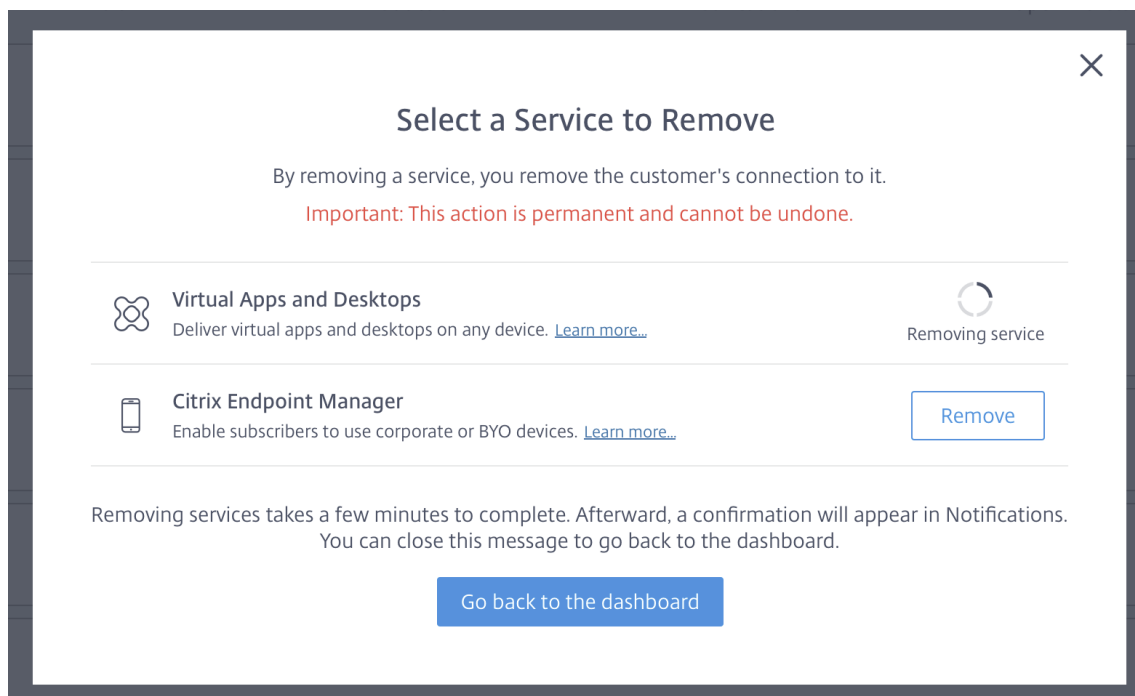 Select a Service to Remove
By removing a service, you remove the customer's connection to it.
Important: This action is permanent and cannot be undone.
Virtual Apps and Desktops
Deliver virtual apps and desktops on any device. Learn more...
Removing service
Citrix Endpoint Manager
Enable subscribers to use corporate or BYO devices. Learn more...
Remove
Removing services takes a few minutes to complete. Afterward, a confirmation will appear in Notifications.
You can close this message to go back to the dashboard.
Go back to the dashboard